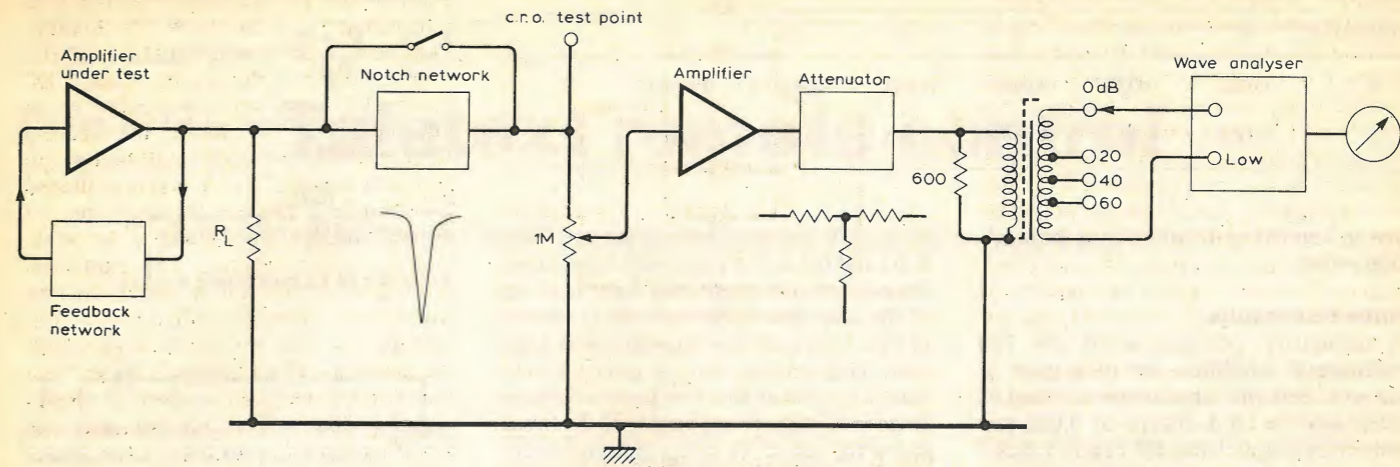 c.r.o. test point
Amplifier
under test
Notch network
Amplifier
Attenuator
Wave analyser
0dB
20
40
60
Low
600
R_L
1M
Feedback
network